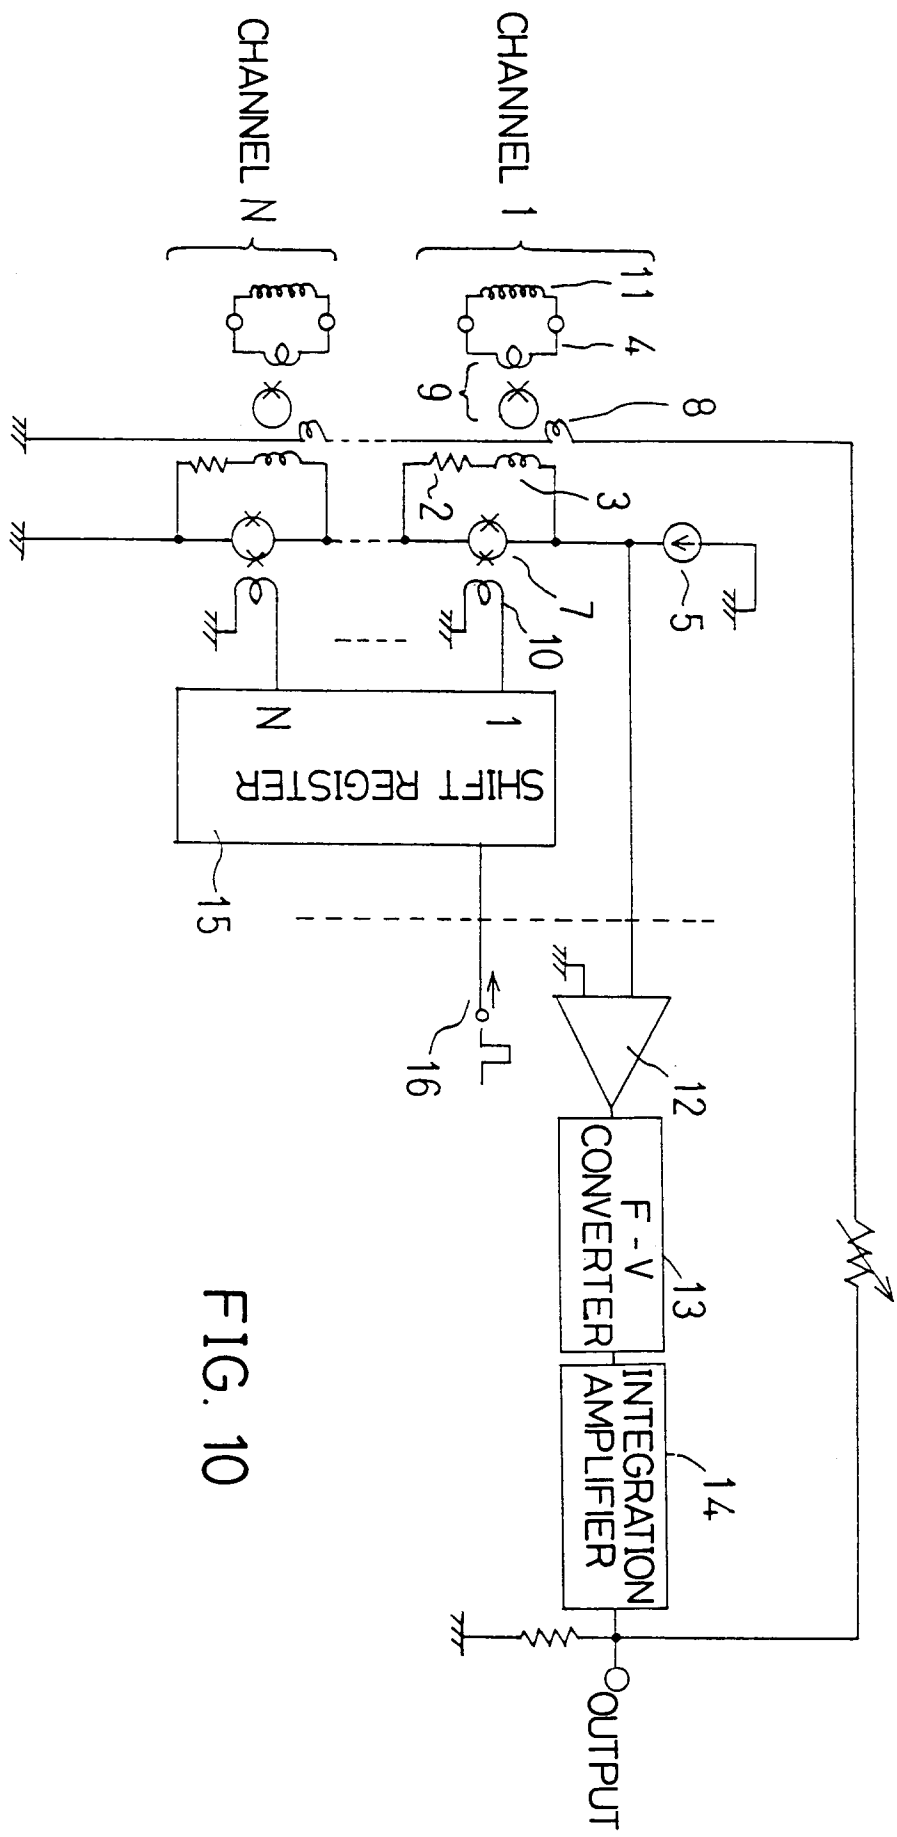 CHANNEL 1
CHANNEL N
11
4
9
8
3
2
7
5
10
1
N
SHIFT REGISTER
15
16
12
F-V
CONVERTER
13
INTEGRATION
AMPLIFIER
14
OUTPUT
FIG. 10